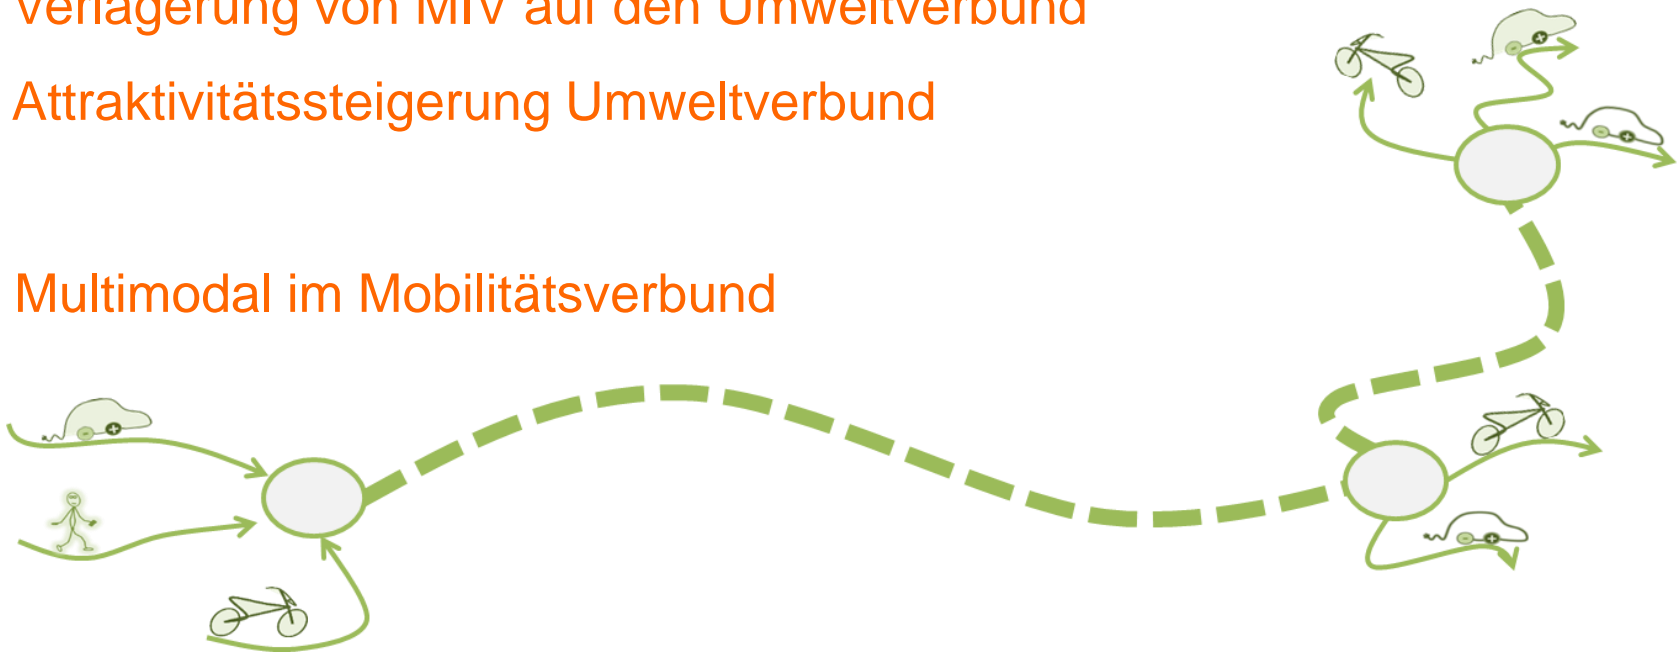 Verlagerung von MIV auf den Umweltverbund
Attraktivitätssteigerung Umweltverbund
Multimodal im Mobilitätsverbund